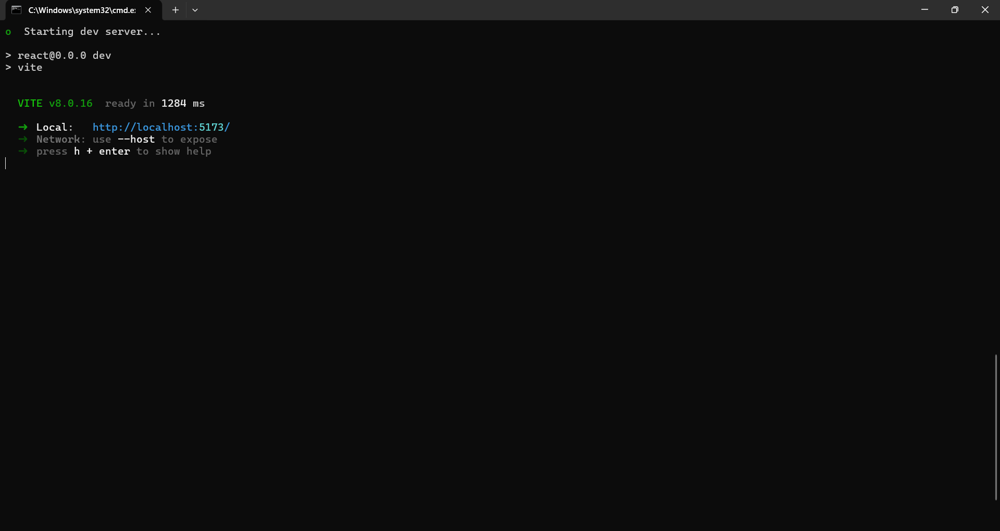 C:\Windows\system32\cmd.e
o  Starting dev server...
> react@0.0.0 dev
> vite
VITE v8.0.16  ready in 1284 ms
➜  Local:   http://localhost:5173/
➜  Network: use --host to expose
➜  press h + enter to show help